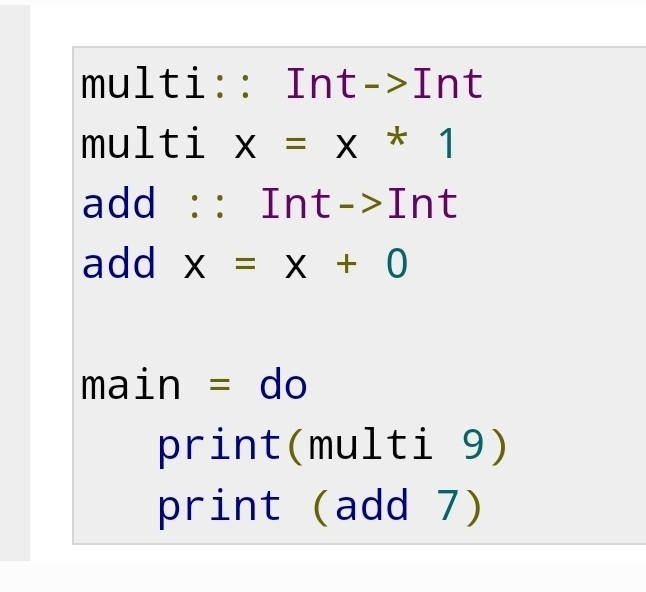 multi:: Int->Int
multi x = x * 1
add :: Int->Int
add x = x + 0
main = do
   print(multi 9)
   print (add 7)